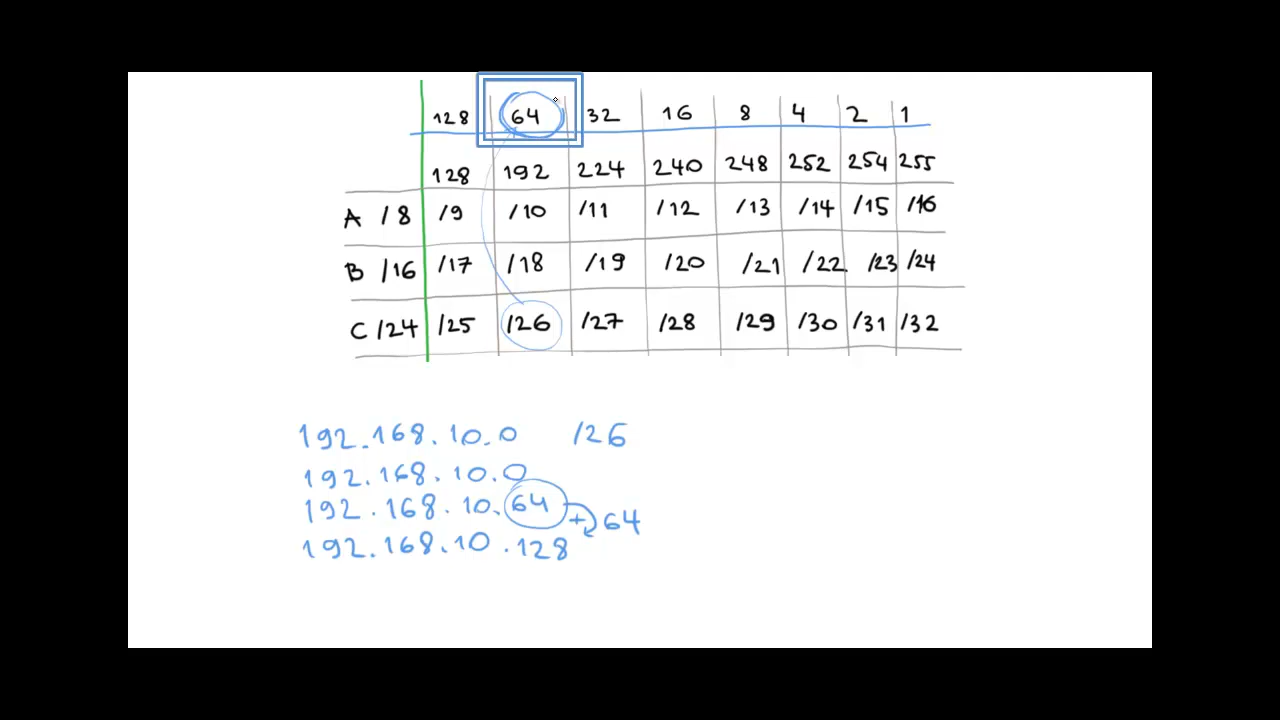 128 64 32 16 8 4 2 1
128 192 224 240 248 252 254 255
A /8 /9 /10 /11 /12 /13 /14 /15 /16
B /16 /17 /18 /19 /20 /21 /22 /23 /24
C /24 /25 /26 /27 /28 /29 /30 /31 /32
192.168.10.0 /26
192.168.10.0
192.168.10.64 + 64
192.168.10.128